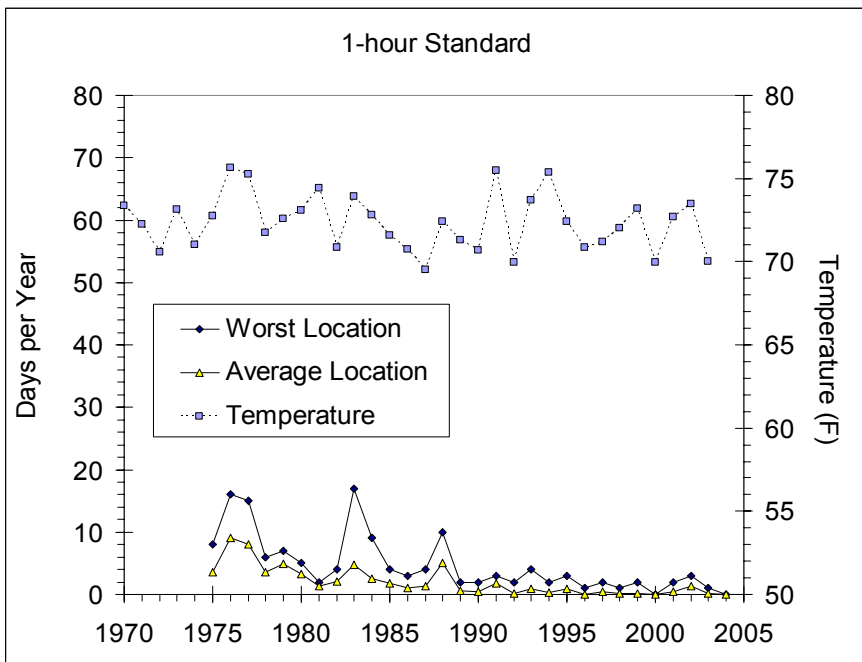 1-hour Standard
80
70
60
50
40
30
20
10
0
Days per Year
80
75
70
65
60
55
50
Temperature (F)
Worst Location
Average Location
Temperature
1970 1975 1980 1985 1990 1995 2000 2005